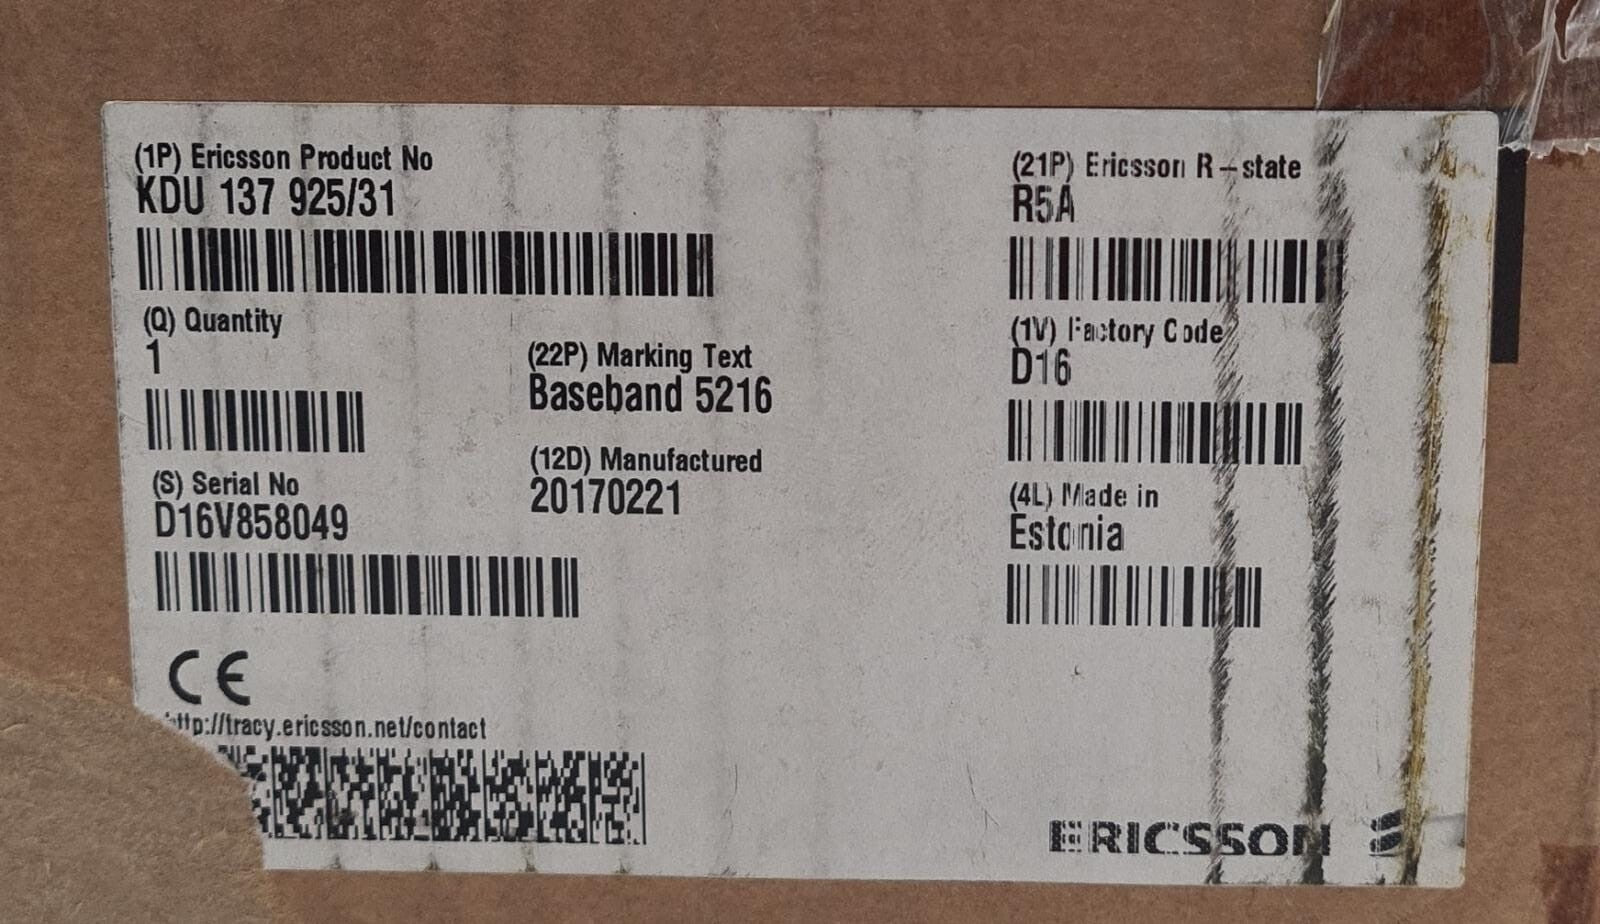 (1P) Ericsson Product No
KDU 137 925/31
(21P) Ericsson R-state
R5A
(Q) Quantity
1
(22P) Marking Text
Baseband 5216
(1V) Factory Code
D16
(S) Serial No
D16V858049
(12D) Manufactured
20170221
(4L) Made in
Estonia
CE
http://tracy.ericsson.net/contact
ERICSSON